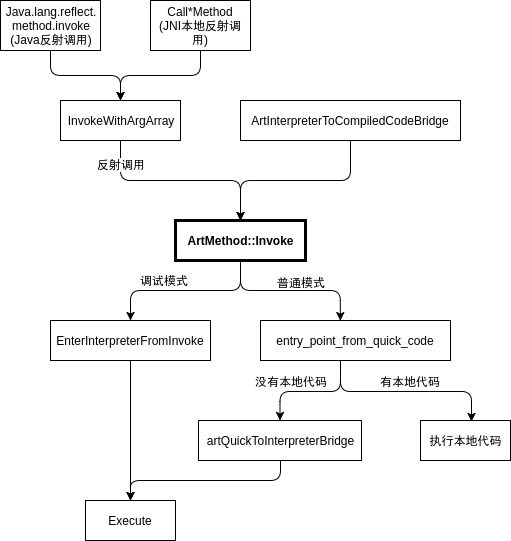 Java.lang.reflect.
method.invoke
(Java反射调用)
Call*Method
(JNI本地反射调
用)
InvokeWithArgArray
ArtInterpreterToCompiledCodeBridge
反射调用
ArtMethod::Invoke
调试模式
普通模式
EnterInterpreterFromInvoke
entry_point_from_quick_code
没有本地代码
有本地代码
artQuickToInterpreterBridge
执行本地代码
Execute